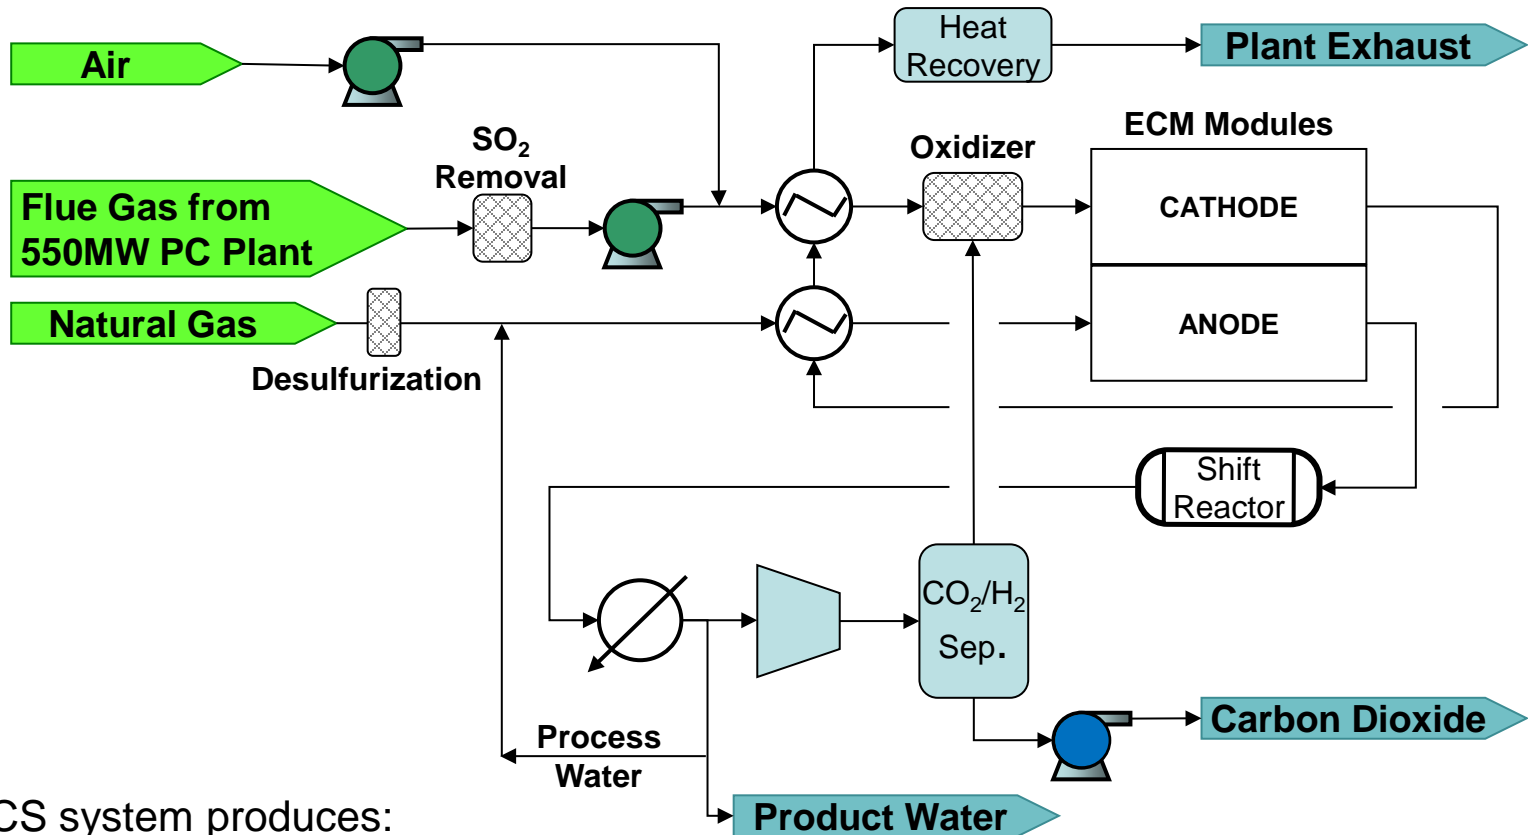 Air
Heat
Recovery
Plant Exhaust
SO₂
Removal
Oxidizer
ECM Modules
Flue Gas from
550MW PC Plant
CATHODE
Natural Gas
ANODE
Desulfurization
Shift
Reactor
CO₂/H₂
Sep.
Carbon Dioxide
Process
Water
Product Water
CS system produces: